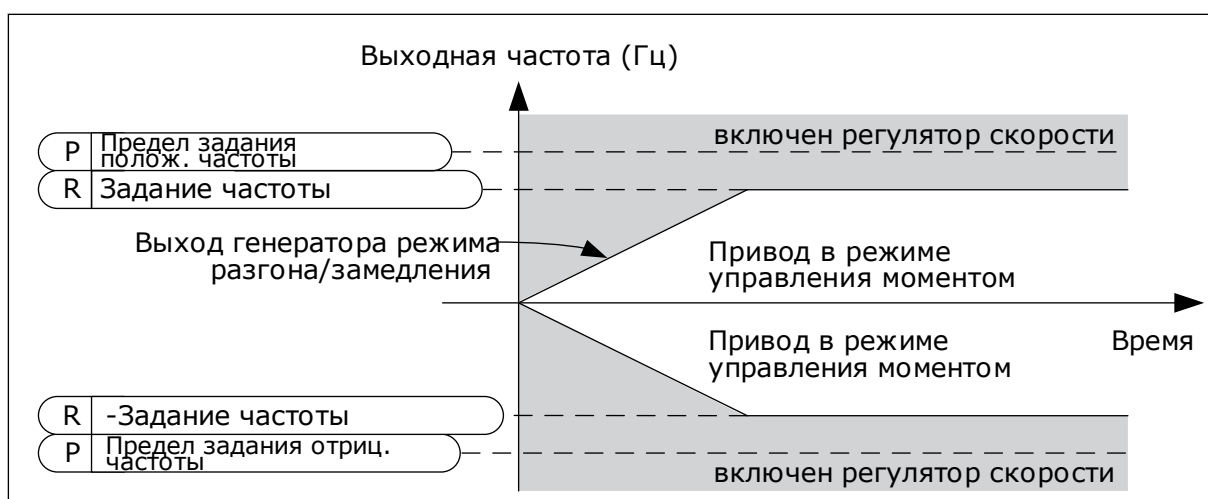 Выходная частота (Гц)
включен регулятор скорости
P Предел задания
полож. частоты
R Задание частоты
Выход генератора режима
разгона/замедления
Привод в режиме
управления моментом
Привод в режиме
управления моментом
Время
R -Задание частоты
P Предел задания отриц.
частоты
включен регулятор скорости